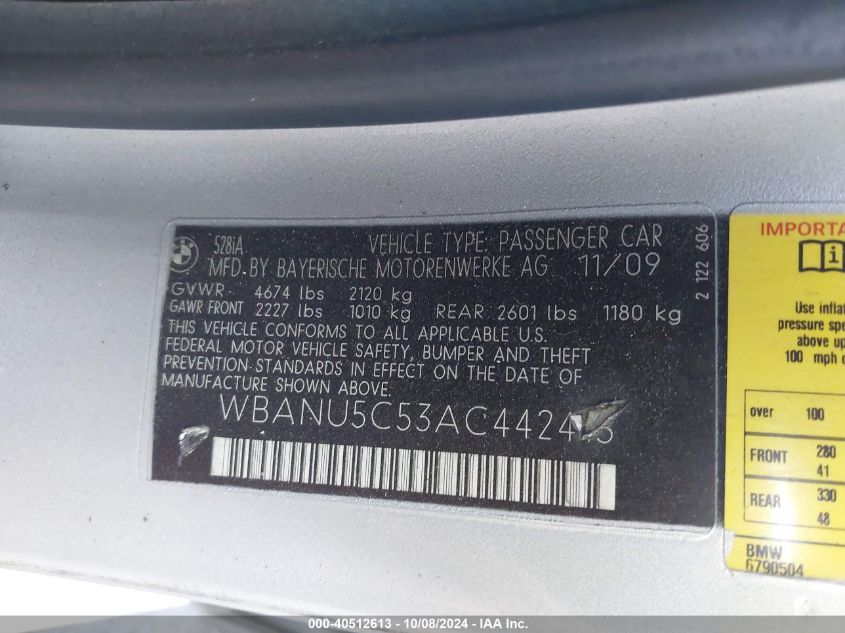 528iA VEHICLE TYPE: PASSENGER CAR
MFD. BY BAYERISCHE MOTORENWERKE AG 11/09
GVWR- 4674 lbs 2120 kg
GAWR FRONT 2227 lbs 1010 kg REAR 2601 lbs 1180 kg
THIS VEHICLE CONFORMS TO ALL APPLICABLE U.S.
FEDERAL MOTOR VEHICLE SAFETY, BUMPER AND THEFT
PREVENTION-STANDARDS IN EFFECT ON THE DATE OF
MANUFACTURE SHOWN ABOVE.
2 122 606
IMPORTA
i
Use infla
pressure spe
above up
100 mph o
over 100
FRONT 280
41
REAR 330
48
BMW
6790504
000-40512613 - 10/08/2024 - IAA Inc.